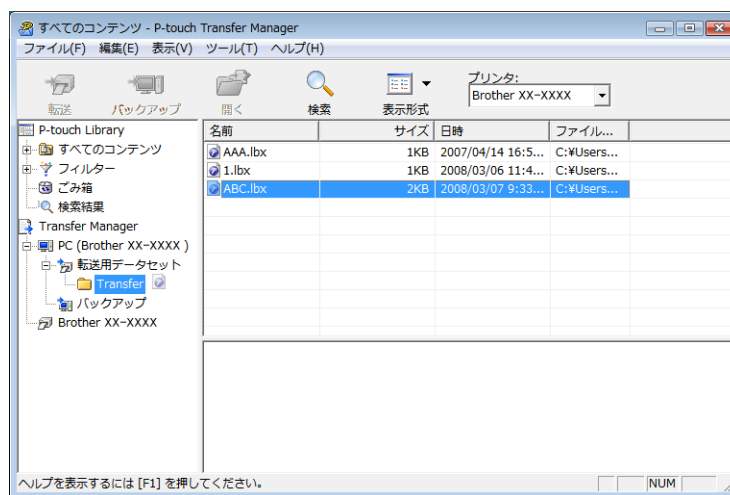 すべてのコンテンツ - P-touch Transfer Manager
ファイル(F) 編集(E) 表示(V) ツール(T) ヘルプ(H)
転送 バックアップ 開く 検索 表示形式
プリンタ:
Brother XX-XXXX
P-touch Library
すべてのコンテンツ
フィルター
ごみ箱
検索結果
Transfer Manager
PC (Brother XX-XXXX )
転送用データセット
Transfer
バックアップ
Brother XX-XXXX
名前 サイズ 日時 ファイル...
AAA.lbx 1KB 2007/04/14 16:5... C:¥Users...
1.lbx 1KB 2008/03/06 11:4... C:¥Users...
ABC.lbx 2KB 2008/03/07 9:33... C:¥Users...
ヘルプを表示するには [F1] を押してください。
NUM